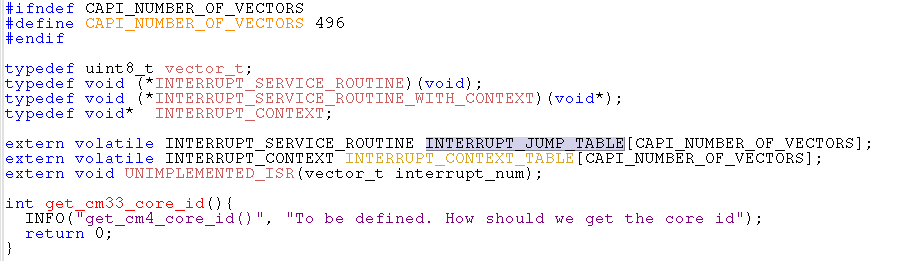 #ifndef CAPI_NUMBER_OF_VECTORS
#define CAPI_NUMBER_OF_VECTORS 496
#endif
typedef uint8_t vector_t;
typedef void (*INTERRUPT_SERVICE_ROUTINE)(void);
typedef void (*INTERRUPT_SERVICE_ROUTINE_WITH_CONTEXT)(void*);
typedef void*  INTERRUPT_CONTEXT;
extern volatile INTERRUPT_SERVICE_ROUTINE INTERRUPT_JUMP_TABLE[CAPI_NUMBER_OF_VECTORS];
extern volatile INTERRUPT_CONTEXT INTERRUPT_CONTEXT_TABLE[CAPI_NUMBER_OF_VECTORS];
extern void UNIMPLEMENTED_ISR(vector_t interrupt_num);
int get_cm33_core_id(){
  INFO("get_cm4_core_id()", "To be defined. How should we get the core id");
  return 0;
}